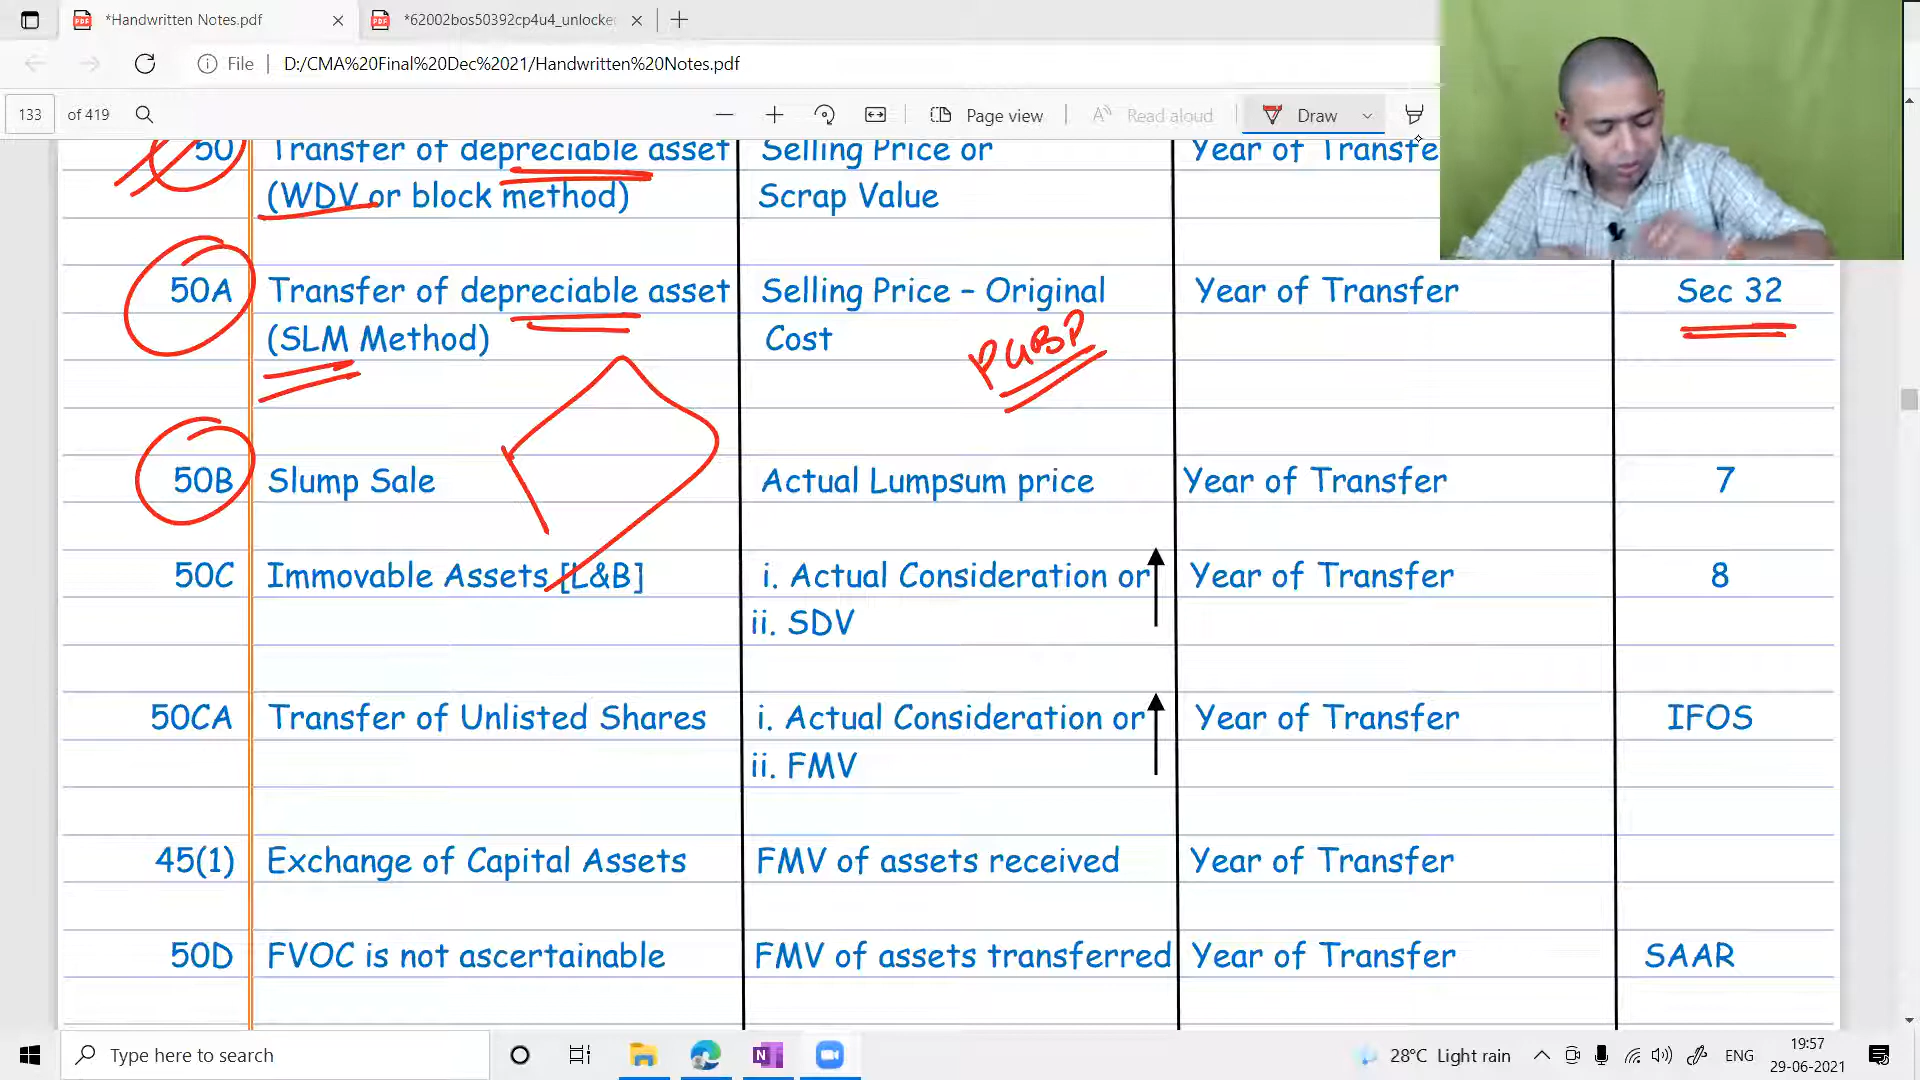 *Handwritten Notes.pdf
*62002bos50392cp4u4_unlocke
File D:/CMA%20Final%20Dec%2021/Handwritten%20Notes.pdf
133 of 419
Page view
Read aloud
Draw
50 Transfer of depreciable asset (WDV or block method) Selling Price or Scrap Value Year of Transfe
50A Transfer of depreciable asset (SLM Method) Selling Price – Original Cost Year of Transfer Sec 32
PGBP
50B Slump Sale Actual Lumpsum price Year of Transfer 7
50C Immovable Assets [L&B] i. Actual Consideration or Year of Transfer 8
ii. SDV
50CA Transfer of Unlisted Shares i. Actual Consideration or Year of Transfer IFOS
ii. FMV
45(1) Exchange of Capital Assets FMV of assets received Year of Transfer
50D FVOC is not ascertainable FMV of assets transferred Year of Transfer SAAR
Type here to search
28°C Light rain
ENG
19:57
29-06-2021